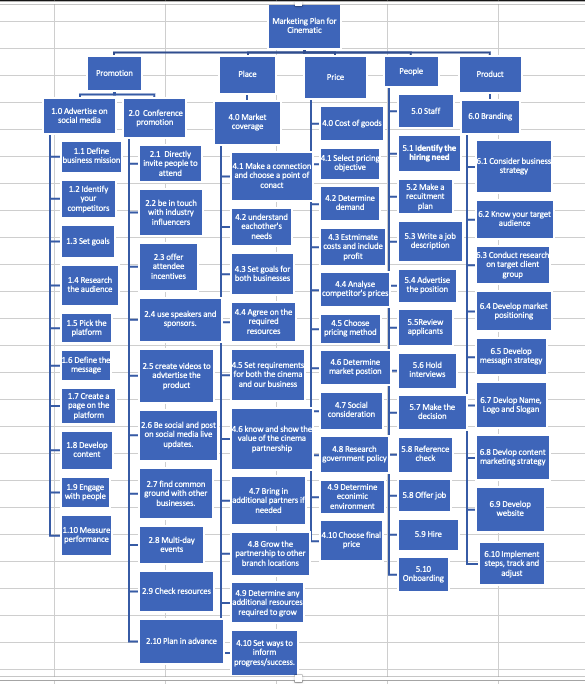 Marketing Plan for
Cinematic
Promotion
Place
Price
People
Product
1.0 Advertise on
social media
1.1 Define
business mission
1.2 Identify
your
competitors
1.3 Set goals
1.4 Research
the audience
1.5 Pick the
platform
1.6 Define the
message
1.7 Create a
page on the
platform
1.8 Develop
content
1.9 Engage
with people
1.10 Measure
performance
2.0 Conference
promotion
2.1 Directly
invite people to
attend
2.2 be in touch
with industry
influencers
2.3 offer
attendee
incentives
2.4 use speakers and
sponsors.
2.5 create videos to
advtertise the
product
2.6 Be social and post
on social media live
updates.
2.7 find common
ground with other
businesses.
2.8 Multi-day
events
2.9 Check resources
2.10 Plan in advance
4.0 Market
coverage
4.1 Make a connection
and choose a point of
conact
4.2 understand
eachother's
needs
4.3 Set goals for
both businesses
4.4 Agree on the
required
resources
4.5 Set requirements
for both the cinema
and our business
4.6 know and show the
value of the cinema
partnership
4.7 Bring in
additional partners if
needed
4.8 Grow the
partnership to other
branch locations
4.9 Determine any
additional resources
required to grow
4.10 Set ways to
inform
progress/success.
4.0 Cost of goods
4.1 Select pricing
objective
4.2 Determine
demand
4.3 Estmimate
costs and include
profit
4.4 Analyse
competitor's prices
4.5 Choose
pricing method
4.6 Determine
market postion
4.7 Social
consideration
4.8 Research
government policy
4.9 Determine
econimic
environment
4.10 Choose final
price
5.0 Staff
5.1 Identify the
hiring need
5.2 Make a
recuitment
plan
5.3 Write a job
description
5.4 Advertise
the position
5.5Review
applicants
5.6 Hold
interviews
5.7 Make the
decision
5.8 Reference
check
5.8 Offer job
5.9 Hire
5.10
Onboarding
6.0 Branding
6.1 Consider business
strategy
6.2 Know your target
audience
6.3 Conduct research
on target client
group
6.4 Develop market
positioning
6.5 Develop
messagin strategy
6.7 Devlop Name,
Logo and Slogan
6.8 Devlop content
marketing strategy
6.9 Develop
website
6.10 Implement
steps, track and
adjust